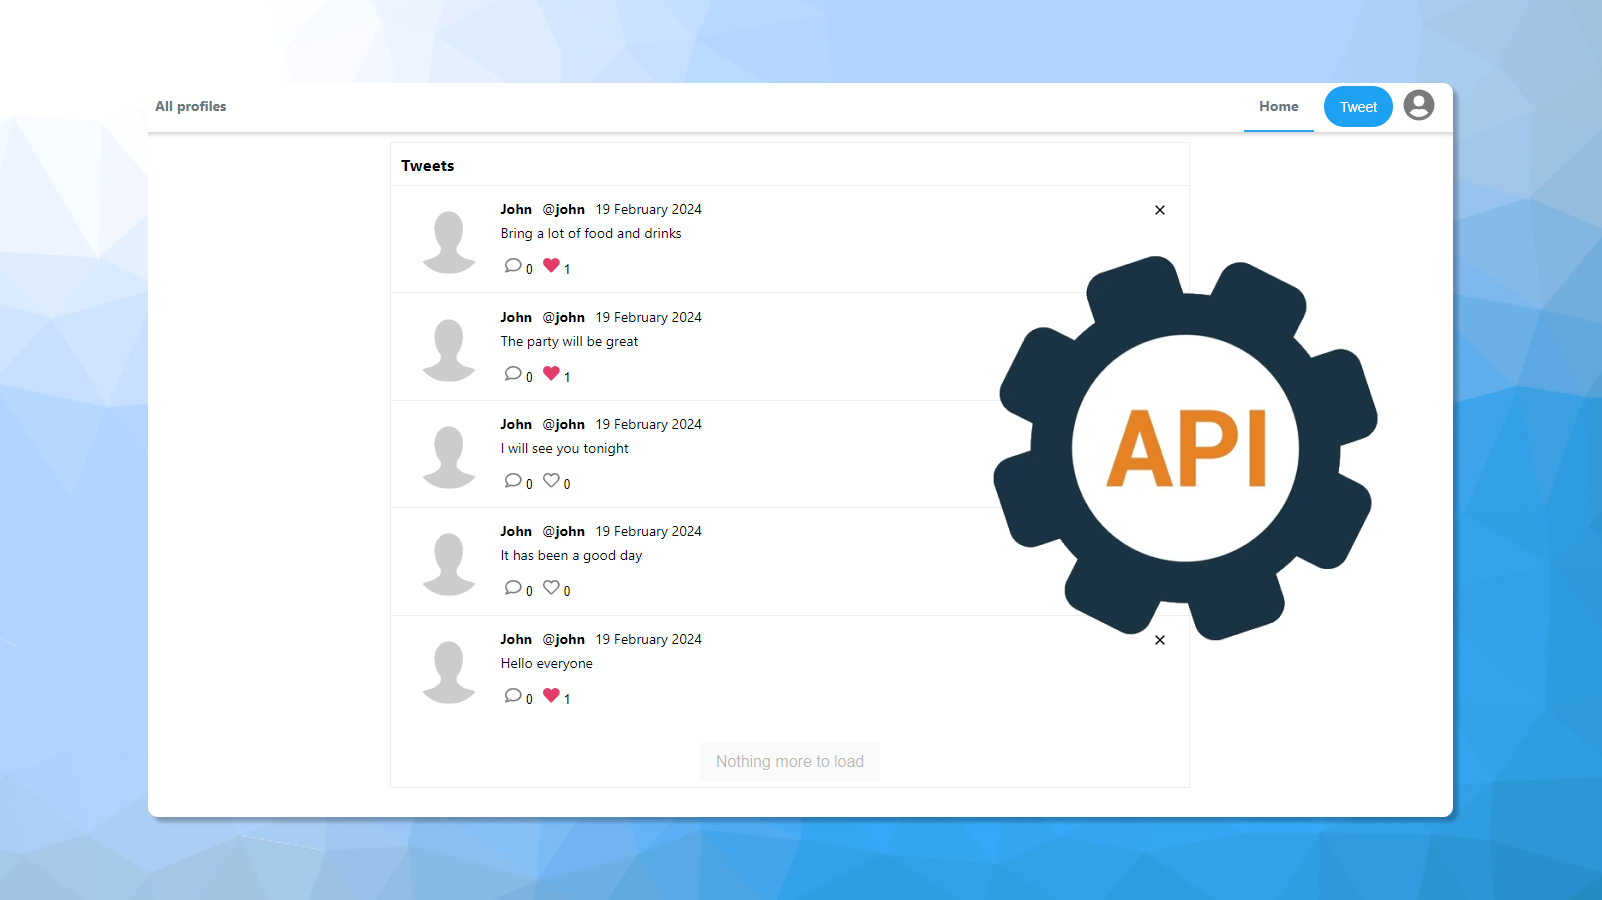 All profiles
Home
Tweet
Tweets
John @john 19 February 2024
Bring a lot of food and drinks
0 1
John @john 19 February 2024
The party will be great
0 1
John @john 19 February 2024
I will see you tonight
0 0
John @john 19 February 2024
It has been a good day
0 0
John @john 19 February 2024
Hello everyone
0 1
Nothing more to load
API